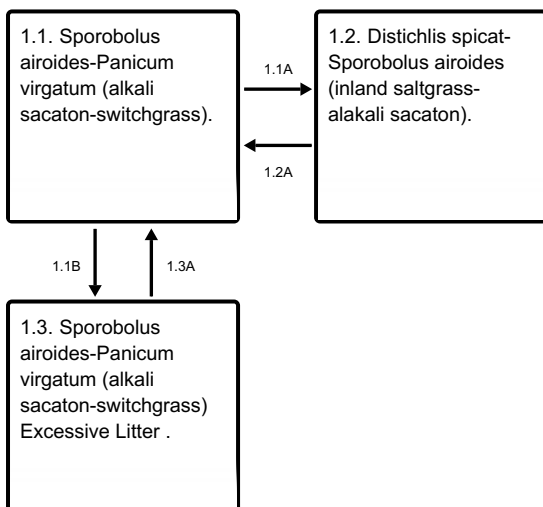 1.1. Sporobolus
airoides-Panicum
virgatum (alkali
sacaton-switchgrass).
1.1A
1.2. Distichlis spicat-
Sporobolus airoides
(inland saltgrass-
alakali sacaton).
1.2A
1.1B
1.3A
1.3. Sporobolus
airoides-Panicum
virgatum (alkali
sacaton-switchgrass)
Excessive Litter .